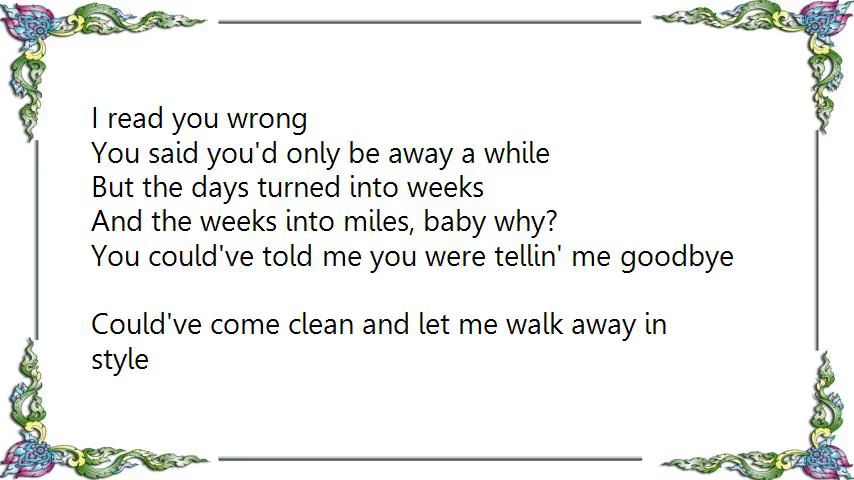 I read you wrong
You said you'd only be away a while
But the days turned into weeks
And the weeks into miles, baby why?
You could've told me you were tellin' me goodbye
Could've come clean and let me walk away in
style